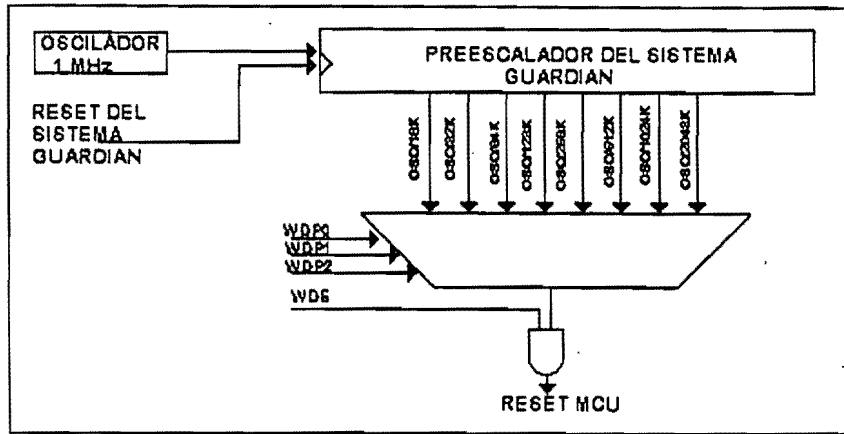 OSCILADOR
1 MHz
PREESCALADOR DEL SISTEMA
GUARDIAN
RESET DEL
SISTEMA
GUARDIAN
OSC/16K
OSC/32K
OSC/64K
OSC/128K
OSC/256K
OSC/512K
OSC/1024K
OSC/2048K
WDP0
WDP1
WDP2
WDE
RESET MCU